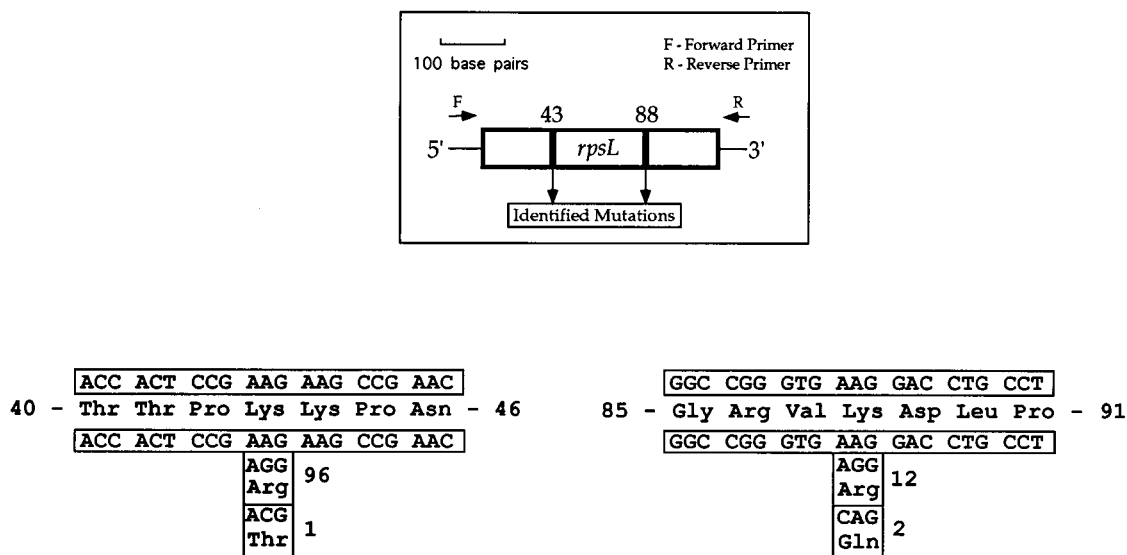 100 base pairs
F - Forward Primer
R - Reverse Primer
F
R
43
88
5'
rpsL
3'
Identified Mutations
ACC ACT CCG AAG AAG CCG AAC
40 - Thr Thr Pro Lys Lys Pro Asn - 46
ACC ACT CCG AAG AAG CCG AAC
AGG
Arg
96
ACG
Thr
1
GGC CGG GTG AAG GAC CTG CCT
85 - Gly Arg Val Lys Asp Leu Pro - 91
GGC CGG GTG AAG GAC CTG CCT
AGG
Arg
12
CAG
Gln
2